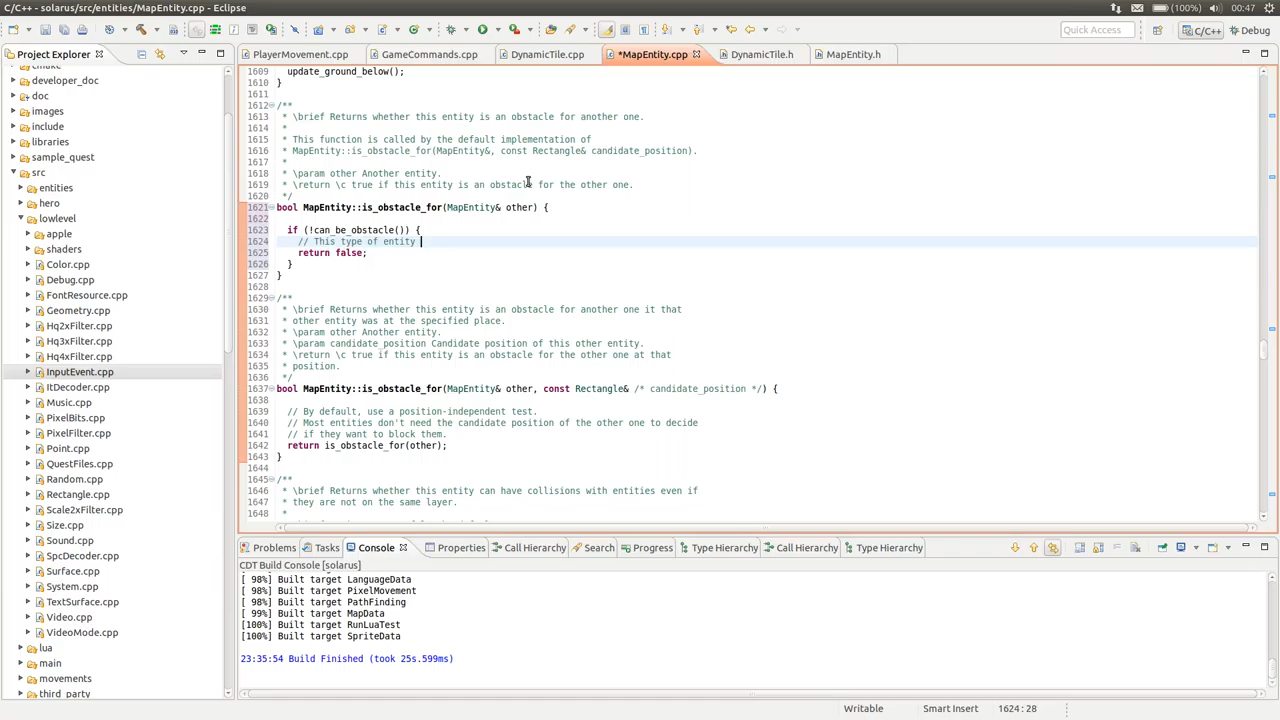 C/C++ - solarus/src/entities/MapEntity.cpp - Eclipse
(100%)
00:47
Quick Access
C/C++
Debug
Project Explorer
PlayerMovement.cpp
GameCommands.cpp
DynamicTile.cpp
*MapEntity.cpp
DynamicTile.h
MapEntity.h
cmake
developer_doc
doc
images
include
libraries
sample_quest
src
entities
hero
lowlevel
apple
shaders
Color.cpp
Debug.cpp
FontResource.cpp
Geometry.cpp
Hq2xFilter.cpp
Hq3xFilter.cpp
Hq4xFilter.cpp
InputEvent.cpp
ItDecoder.cpp
Music.cpp
PixelBits.cpp
PixelFilter.cpp
Point.cpp
QuestFiles.cpp
Random.cpp
Rectangle.cpp
Scale2xFilter.cpp
Size.cpp
Sound.cpp
SpcDecoder.cpp
Surface.cpp
System.cpp
TextSurface.cpp
Video.cpp
VideoMode.cpp
lua
main
movements
third_party
1609 update_ground_below();
1610 }
1611
1612 /**
1613 * \brief Returns whether this entity is an obstacle for another one.
1614 *
1615 * This function is called by the default implementation of
1616 * MapEntity::is_obstacle_for(MapEntity&, const Rectangle& candidate_position).
1617 *
1618 * \param other Another entity.
1619 * \return \c true if this entity is an obstacle for the other one.
1620 */
1621 bool MapEntity::is_obstacle_for(MapEntity& other) {
1622
1623 if (!can_be_obstacle()) {
1624 // This type of entity
1625 return false;
1626 }
1627 }
1628
1629 /**
1630 * \brief Returns whether this entity is an obstacle for another one it that
1631 * other entity was at the specified place.
1632 * \param other Another entity.
1633 * \param candidate_position Candidate position of this other entity.
1634 * \return \c true if this entity is an obstacle for the other one at that
1635 * position.
1636 */
1637 bool MapEntity::is_obstacle_for(MapEntity& other, const Rectangle& /* candidate_position */) {
1638
1639 // By default, use a position-independent test.
1640 // Most entities don't need the candidate position of the other one to decide
1641 // if they want to block them.
1642 return is_obstacle_for(other);
1643 }
1644
1645 /**
1646 * \brief Returns whether this entity can have collisions with entities even if
1647 * they are not on the same layer.
1648 *
Problems
Tasks
Console
Properties
Call Hierarchy
Search
Progress
Type Hierarchy
Call Hierarchy
Type Hierarchy
CDT Build Console [solarus]
[ 98%] Built target LanguageData
[ 98%] Built target PixelMovement
[ 98%] Built target PathFinding
[ 99%] Built target MapData
[100%] Built target RunLuaTest
[100%] Built target SpriteData
23:35:54 Build Finished (took 25s.599ms)
Writable
Smart Insert
1624 : 28